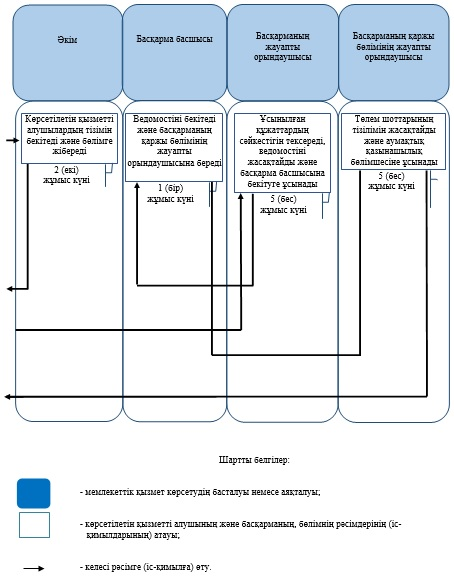 Әкім
Басқарма басшысы
Басқарманың
жауапты
орындаушысы
Басқарманың қаржы
бөлімінің жауапты
орындаушысы
Көрсетілетін қызметті
алушылардың тізімін
бекітеді және бөлімге
жібереді
2 (екі)
жұмыс күні
Ведомостіні бекітеді
және басқарманың
қаржы бөлімінің
жауапты
орындаушысына береді
1 (бір)
жұмыс күні
Ұсынылған
құжаттардың
сәйкестігін тексереді,
ведомостіні
жасақтайды және
басқарма басшысына
бекітуге ұсынады
5 (бес)
жұмыс күні
Төлем шоттарының
тізілімін жасақтайды
және аумақтық
қазынашылық
бөлімшесіне ұсынады
5 (бес)
жұмыс күні
Шартты белгілер:
- мемлекеттік қызмет көрсетудің басталуы немесе аяқталуы;
- көрсетілетін қызметті алушының және басқарманың, бөлімнің рәсімдерінің (іс-
қимылдарының) атауы;
- келесі рәсімге (іс-қимылға) өту.